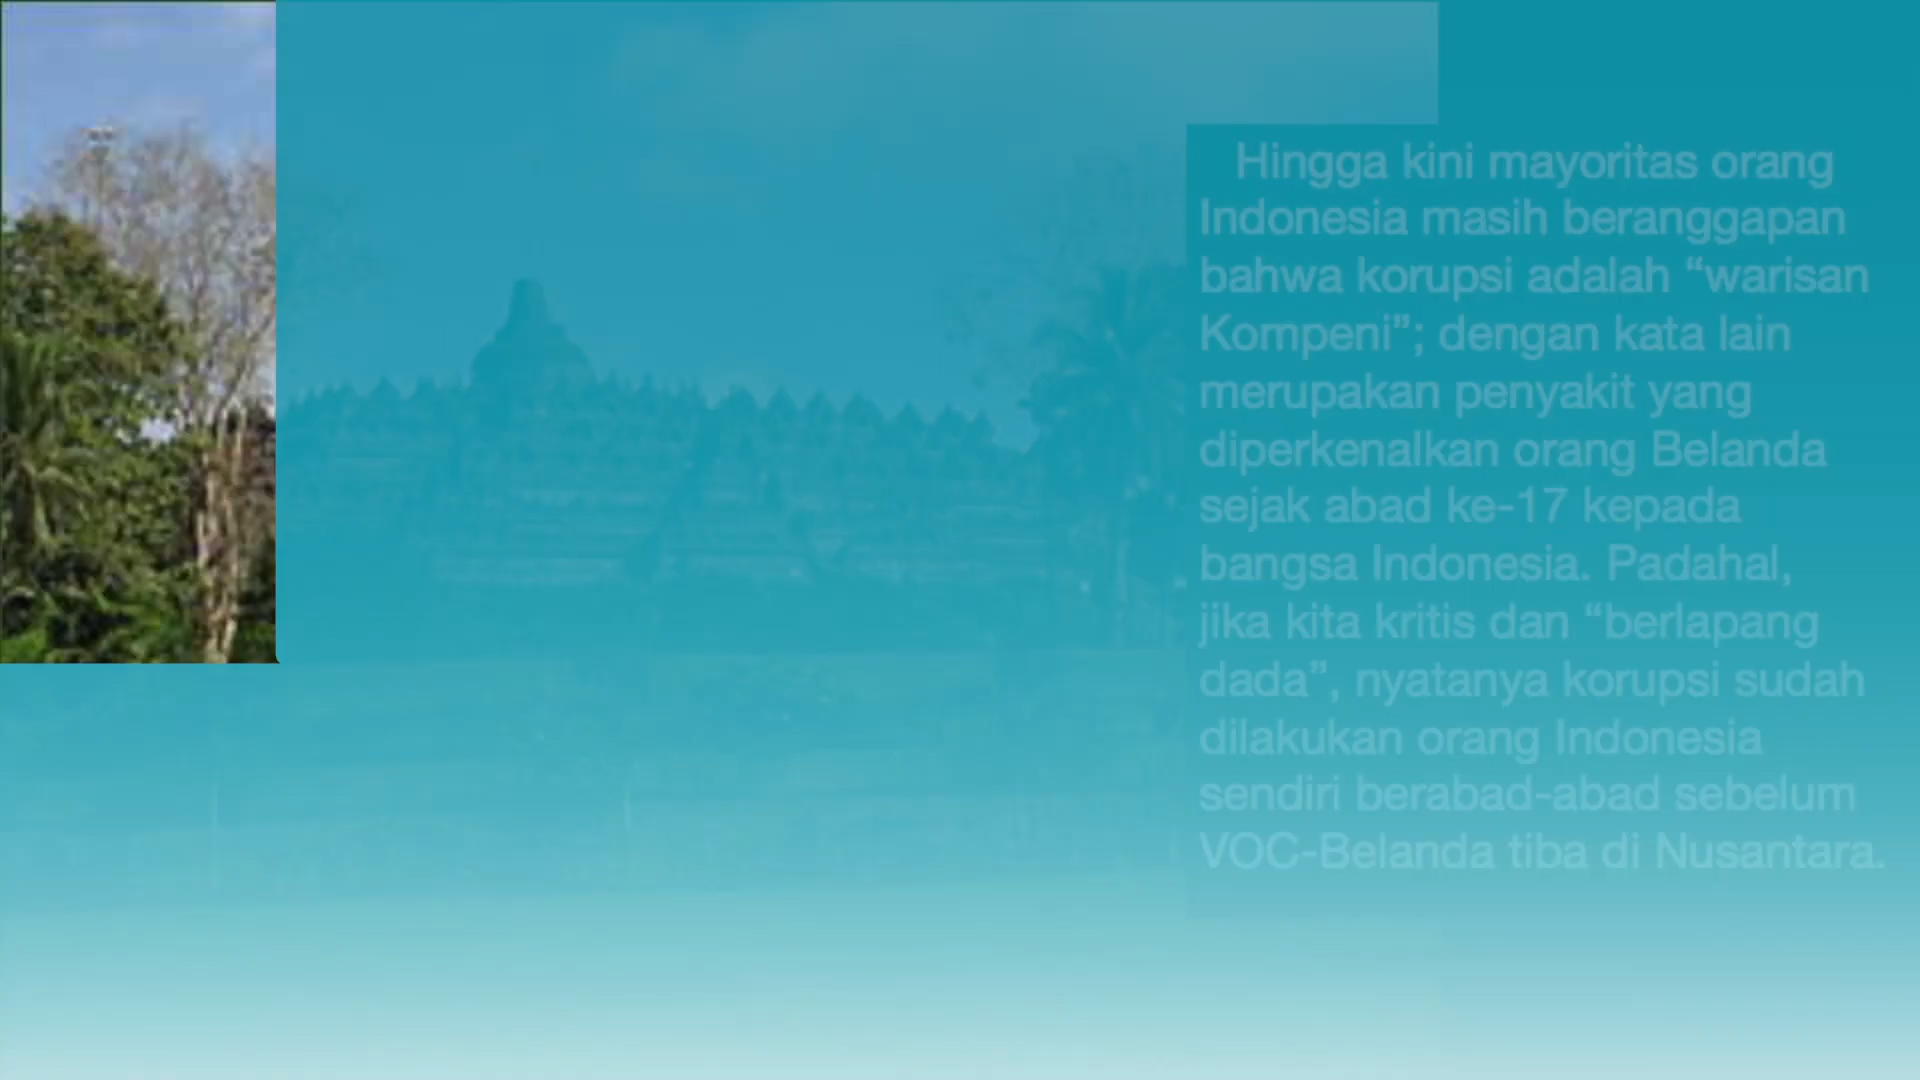 Hingga kini mayoritas orang
Indonesia masih beranggapan
bahwa korupsi adalah “warisan
Kompeni”; dengan kata lain
merupakan penyakit yang
diperkenalkan orang Belanda
sejak abad ke-17 kepada
bangsa Indonesia. Padahal,
jika kita kritis dan “berlapang
dada”, nyatanya korupsi sudah
dilakukan orang Indonesia
sendiri berabad-abad sebelum
VOC-Belanda tiba di Nusantara.